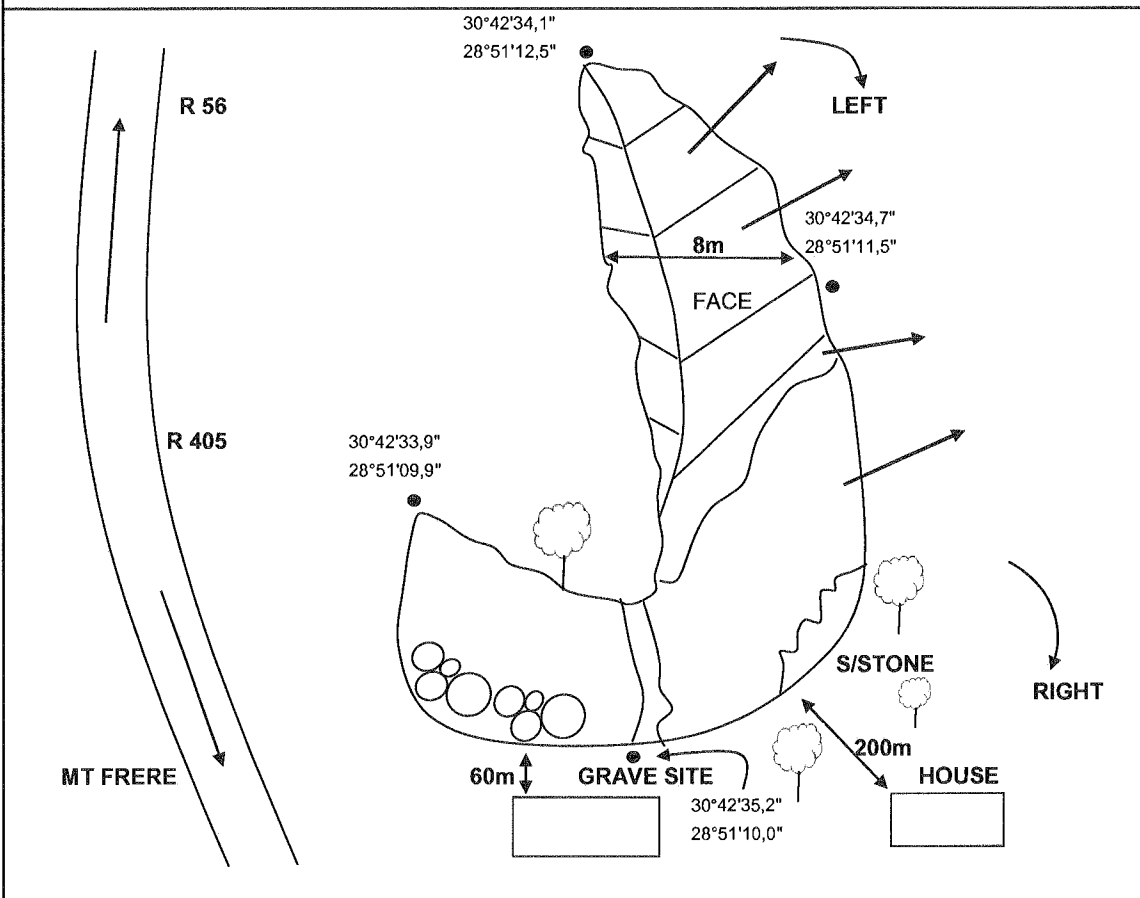 30°42'34,1"
28°51'12,5"
R 56
LEFT
30°42'34,7"
28°51'11,5"
8m
FACE
R 405
30°42'33,9"
28°51'09,9"
S/STONE
RIGHT
200m
MT FRERE
60m
GRAVE SITE
HOUSE
30°42'35,2"
28°51'10,0"